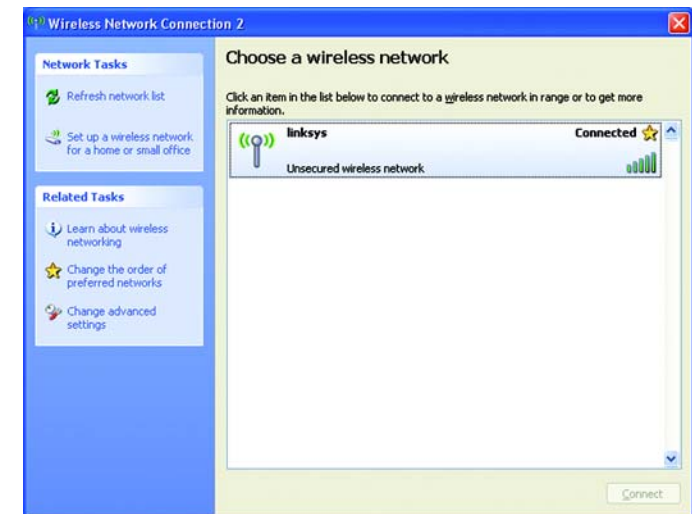 Wireless Network Connection 2
Network Tasks
Refresh network list
Set up a wireless network
for a home or small office
Related Tasks
Learn about wireless
networking
Change the order of
preferred networks
Change advanced
settings
Choose a wireless network
Click an item in the list below to connect to a wireless network in range or to get more
information.
linksys
Connected
Unsecured wireless network
Connect